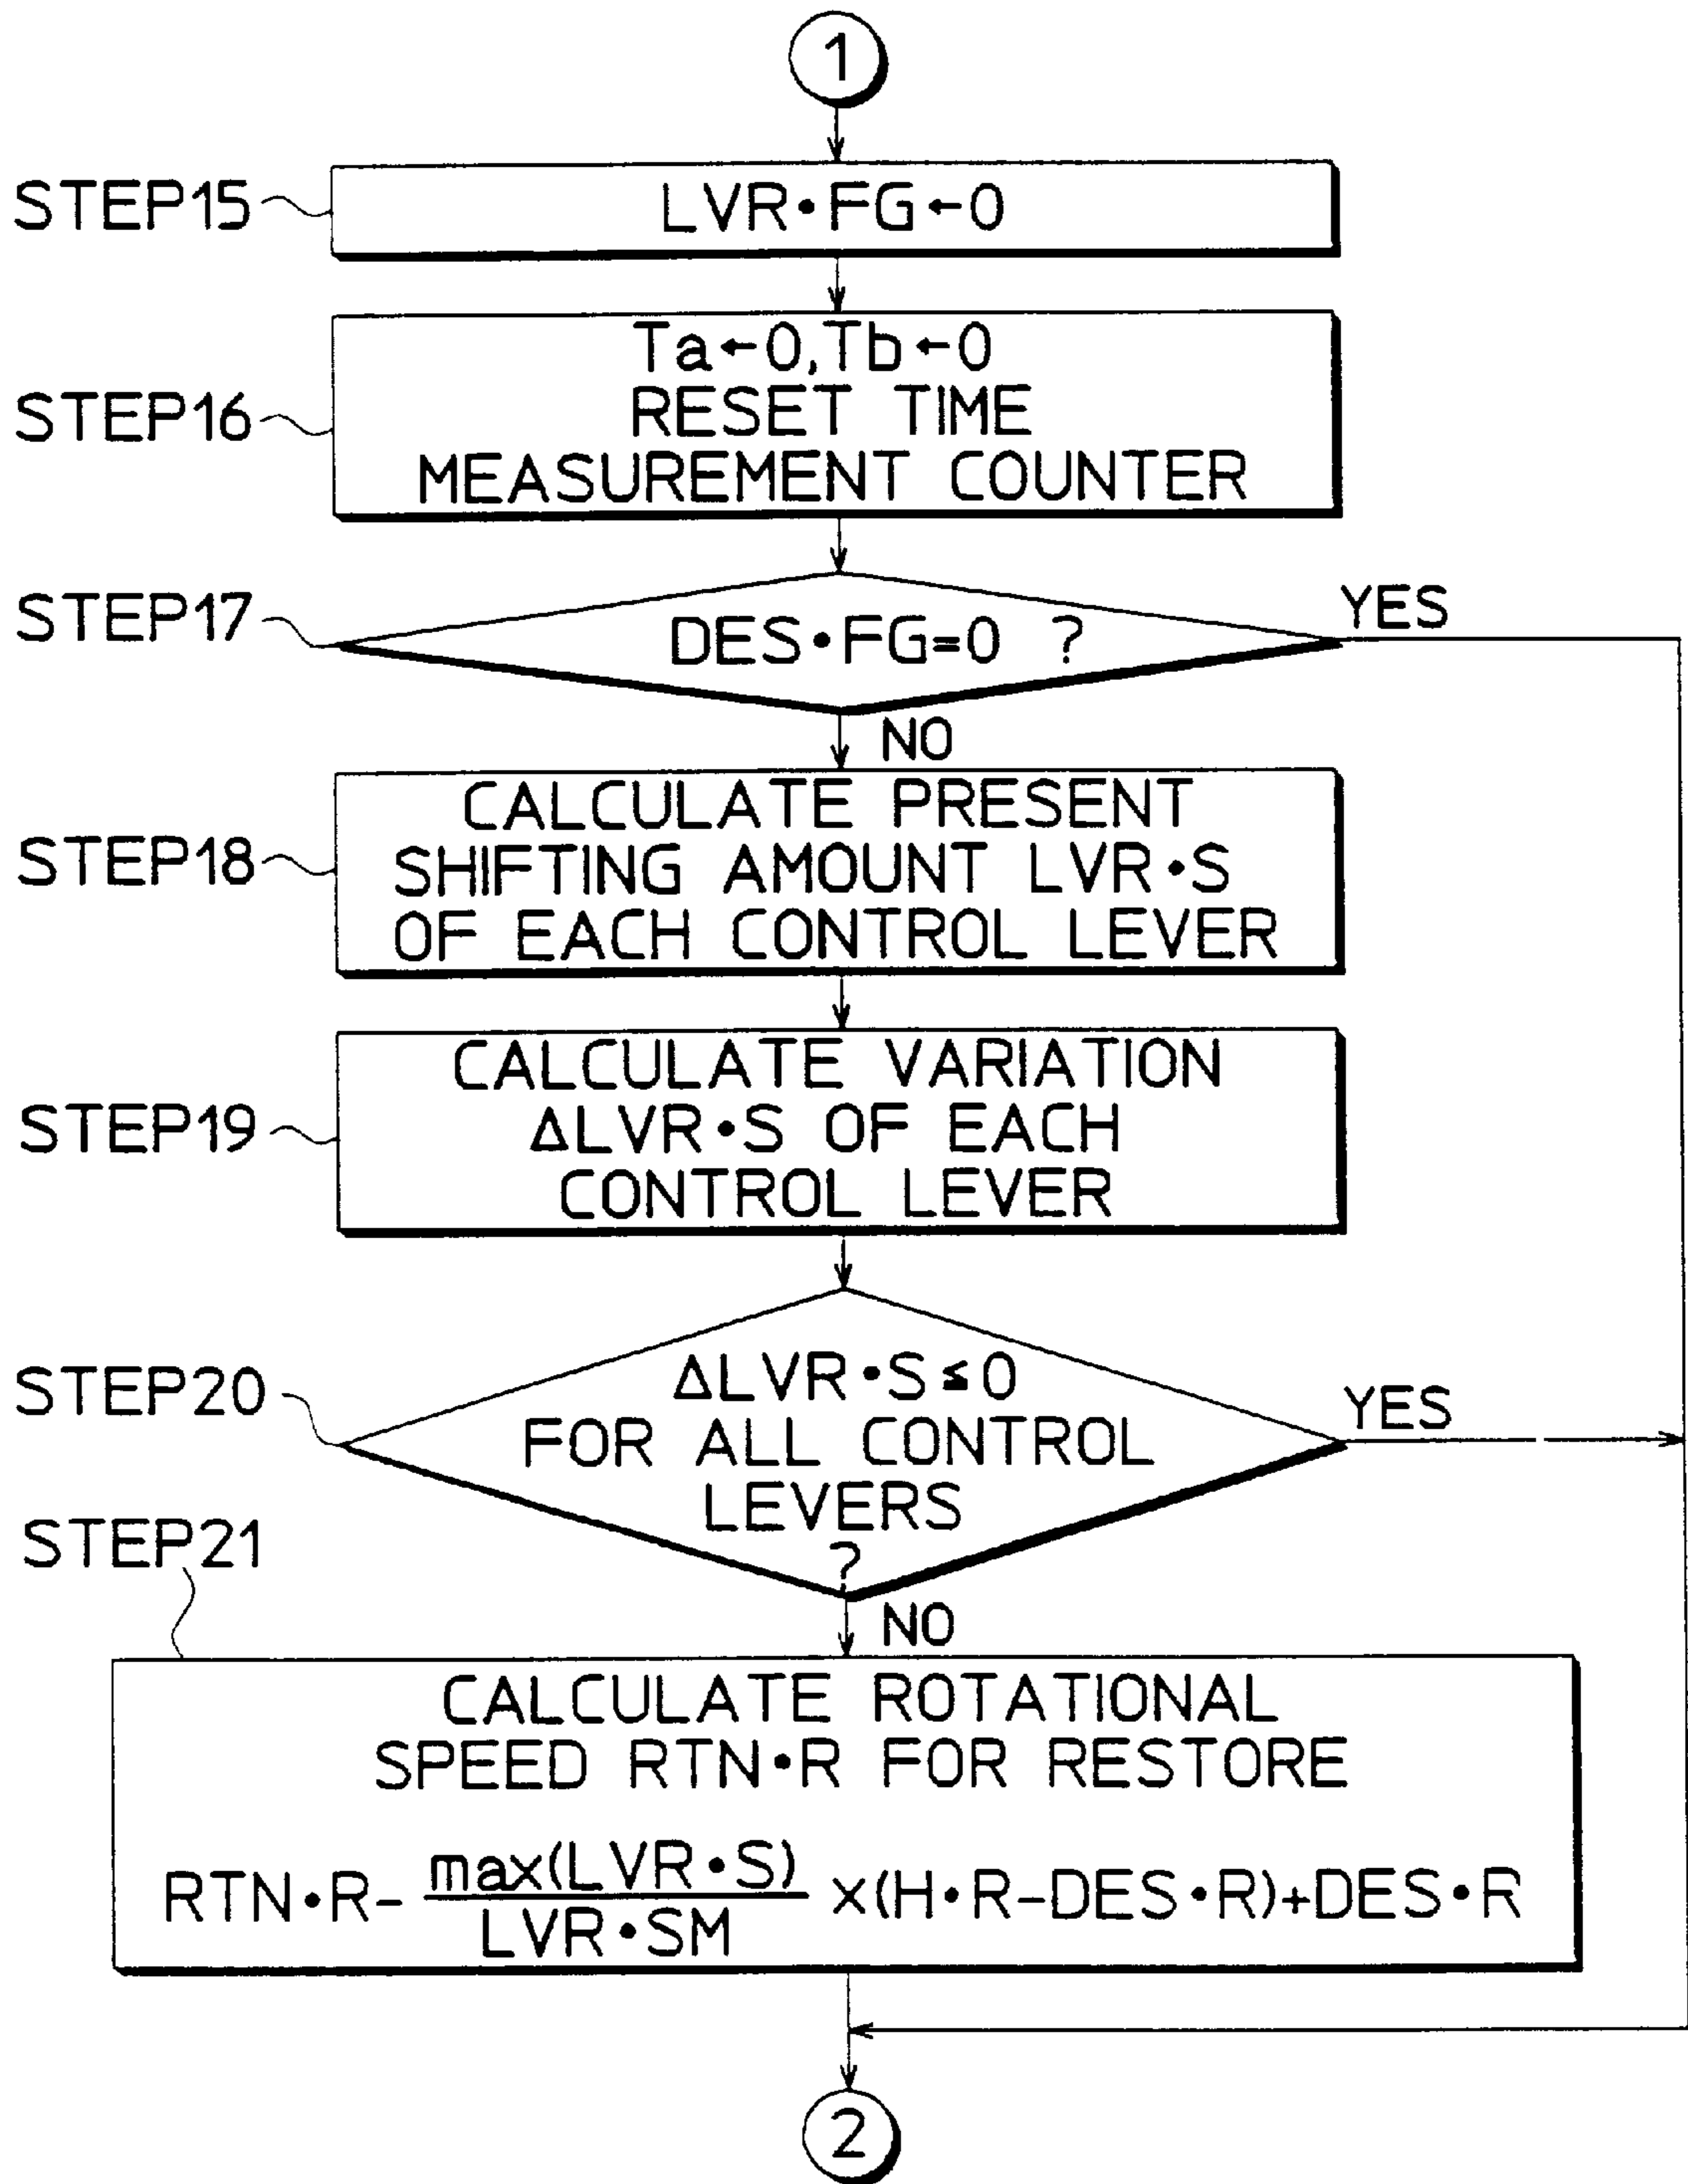 1
STEP15
LVR•FG←0
STEP16
Ta←0,Tb←0
RESET TIME
MEASUREMENT COUNTER
STEP17
DES•FG=0 ?
YES
NO
STEP18
CALCULATE PRESENT
SHIFTING AMOUNT LVR•S
OF EACH CONTROL LEVER
STEP19
CALCULATE VARIATION
ΔLVR•S OF EACH
CONTROL LEVER
STEP20
ΔLVR•S≤0
FOR ALL CONTROL
LEVERS
?
YES
NO
STEP21
CALCULATE ROTATIONAL
SPEED RTN•R FOR RESTORE
max(LVR•S)
RTN•R- ×(H•R-DES•R)+DES•R
LVR•SM
2